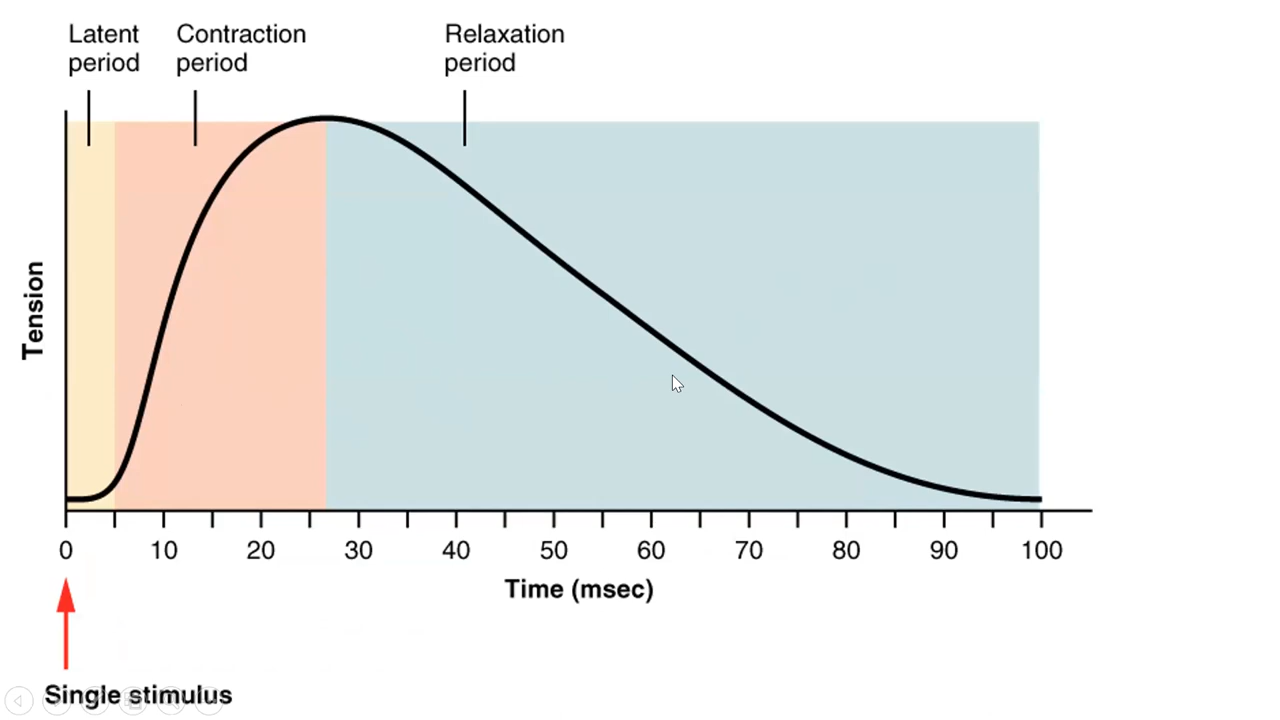 Latent period
Contraction period
Relaxation period
Tension
0 10 20 30 40 50 60 70 80 90 100
Time (msec)
Single stimulus